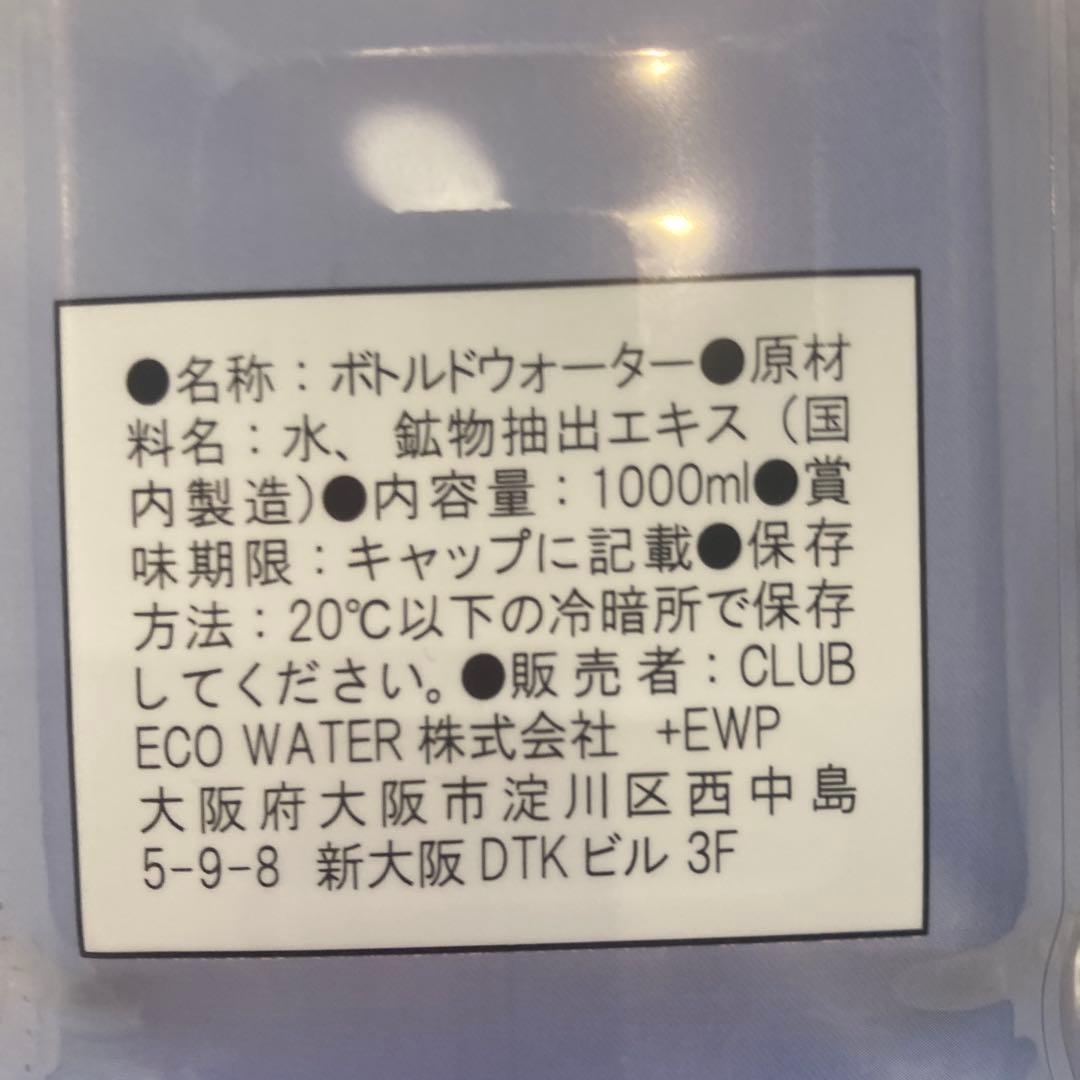 ●名称：ボトルドウォーター●原材
料名：水、鉱物抽出エキス（国
内製造）●内容量：1000ml●賞
味期限：キャップに記載●保存
方法：20℃以下の冷暗所で保存
してください。●販売者：CLUB
ECO WATER 株式会社 +EWP
大阪府大阪市淀川区西中島
5-9-8 新大阪DTKビル 3F